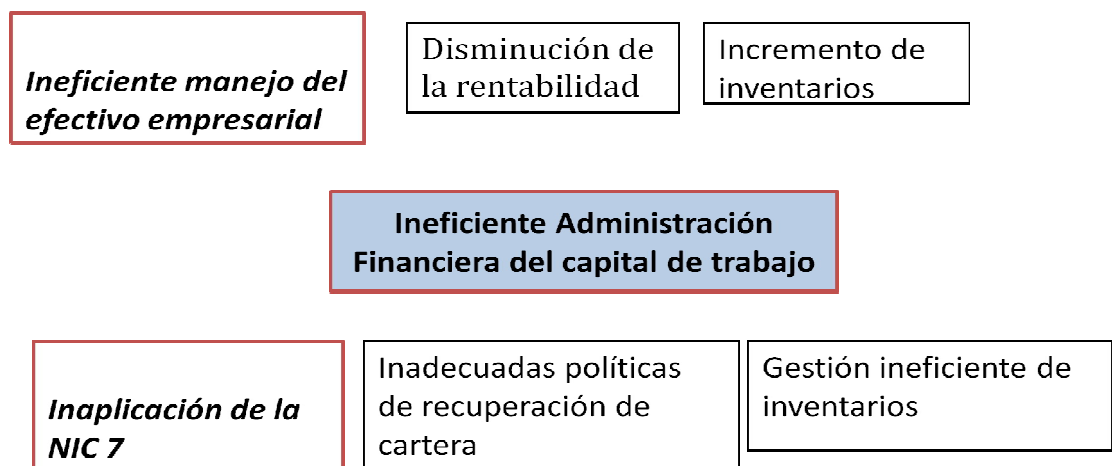 Ineficiente manejo del
efectivo empresarial
Disminución de
la rentabilidad
Incremento de
inventarios
Ineficiente Administración
Financiera del capital de trabajo
Inaplicación de la
NIC 7
Inadecuadas políticas
de recuperación de
cartera
Gestión ineficiente de
inventarios